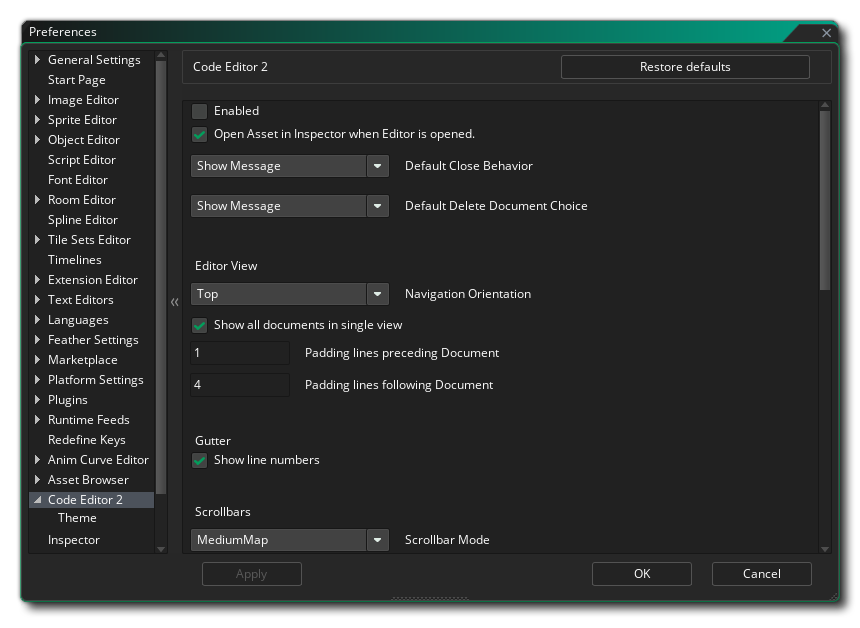 Preferences
General Settings
Start Page
Image Editor
Sprite Editor
Object Editor
Script Editor
Font Editor
Room Editor
Spline Editor
Tile Sets Editor
Timelines
Extension Editor
Text Editors
Languages
Feather Settings
Marketplace
Platform Settings
Plugins
Runtime Feeds
Redefine Keys
Anim Curve Editor
Asset Browser
Code Editor 2
Theme
Inspector
Code Editor 2
Restore defaults
Enabled
Open Asset in Inspector when Editor is opened.
Show Message Default Close Behavior
Show Message Default Delete Document Choice
Editor View
Top Navigation Orientation
Show all documents in single view
1 Padding lines preceding Document
4 Padding lines following Document
Gutter
Show line numbers
Scrollbars
MediumMap Scrollbar Mode
Apply
OK
Cancel